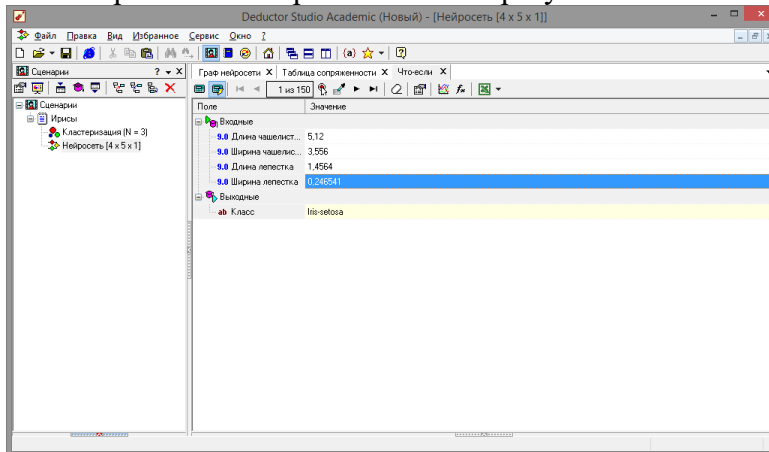 Deductor Studio Academic (Новый) - [Нейросеть [4 x 5 x 1]]
Файл Правка Вид Избранное Сервис Окно ?
(a)
Сценарии ? X
Граф нейросети X Таблица сопряженности X Что-если X
1 из 150
Сценарии
Ирисы
Кластеризация (N = 3)
Нейросеть [4 x 5 x 1]
Поле Значение
Входные
9.0 Длина чашелист... 5,12
9.0 Ширина чашелис... 3,556
9.0 Длина лепестка 1,4564
9.0 Ширина лепестка 0,246541
Выходные
ab Класс Iris-setosa